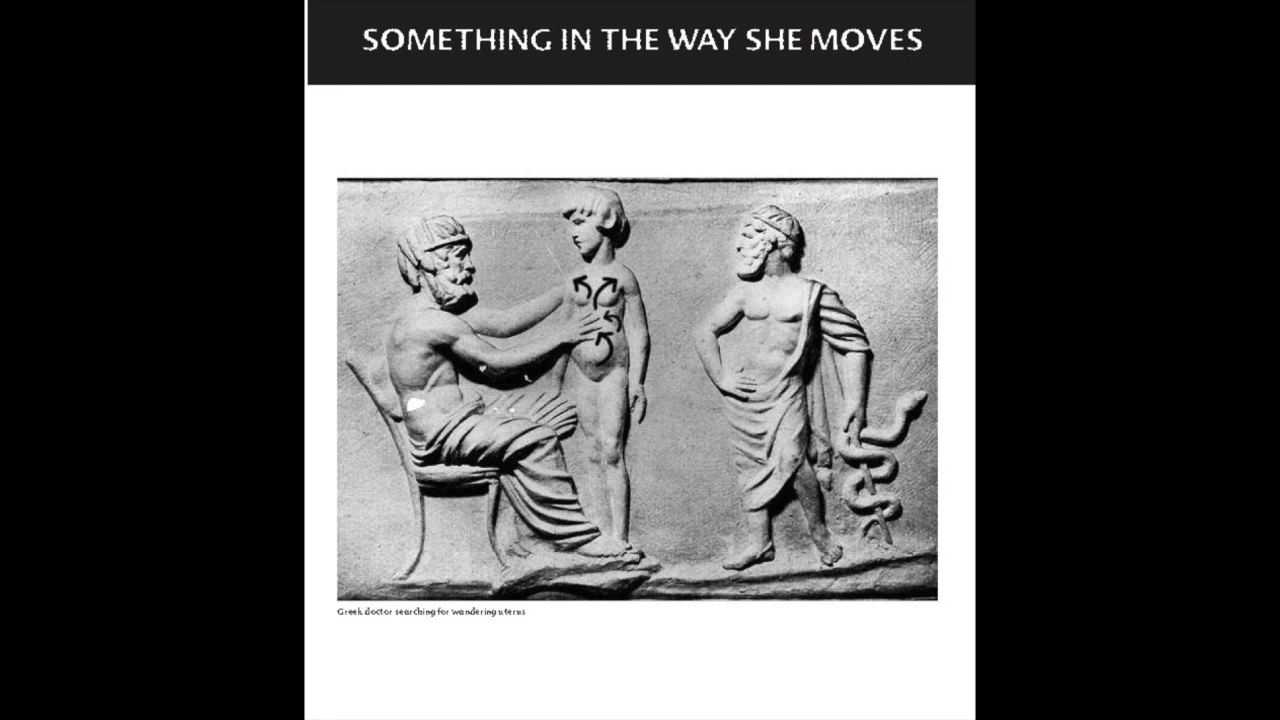 SOMETHING IN THE WAY SHE MOVES
Greek doctor searching for wandering uterus